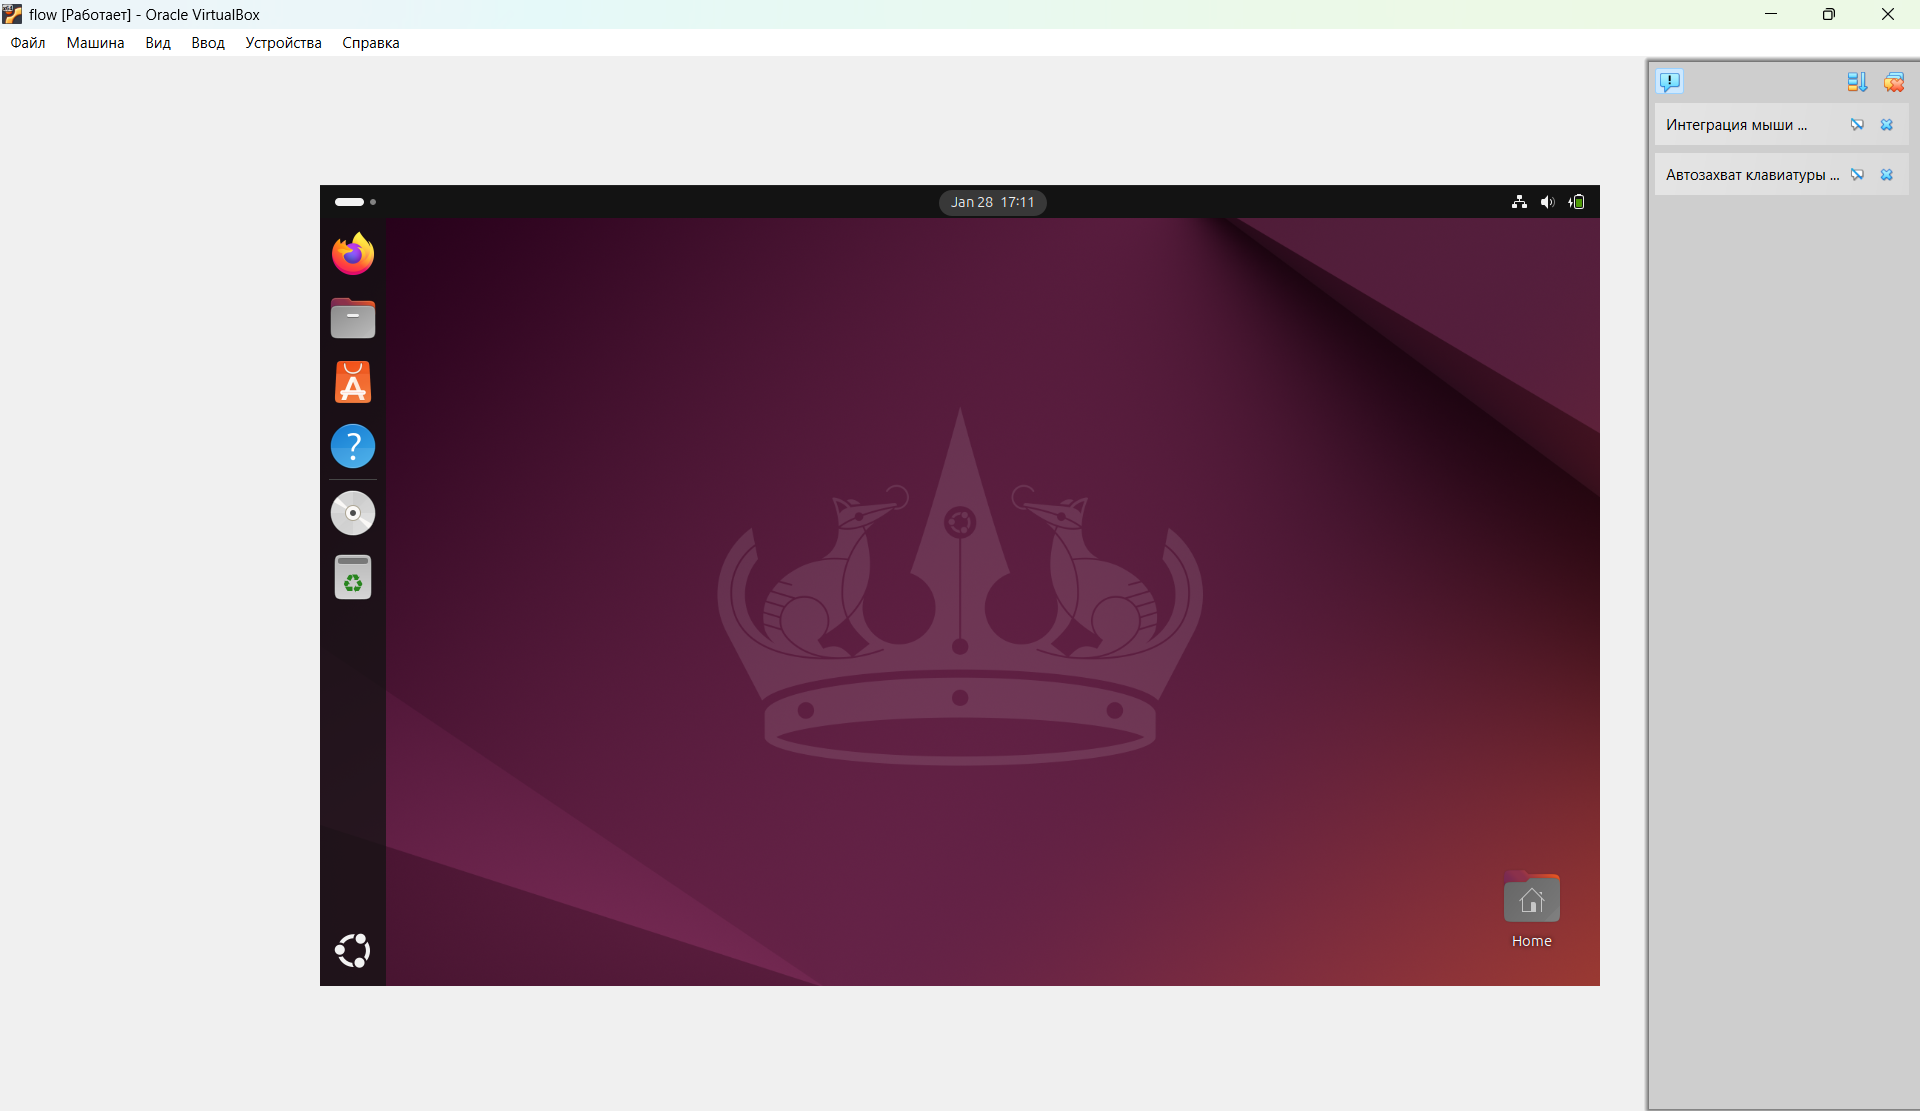 flow [Работает] - Oracle VirtualBox
Файл Машина Вид Ввод Устройства Справка
Интеграция мыши ...
Автозахват клавиатуры ...
Jan 28 17:11
Home